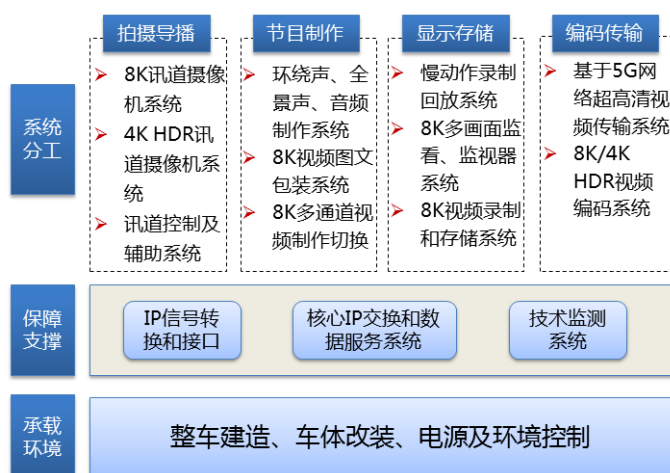 拍摄导播
节目制作
显示存储
编码传输
系统
分工
8K讯道摄像
机系统
4K HDR讯
道摄像机系
统
讯道控制及
辅助系统
环绕声、全
景声、音频
制作系统
8K视频图文
包装系统
8K多通道视
频制作切换
慢动作录制
回放系统
8K多画面监
看、监视器
系统
8K视频录制
和存储系统
基于5G网
络超高清视
频传输系统
8K/4K
HDR视频
编码系统
保障
支撑
IP信号转
换和接口
核心IP交换和数
据服务系统
技术监测
系统
承载
环境
整车建造、车体改装、电源及环境控制